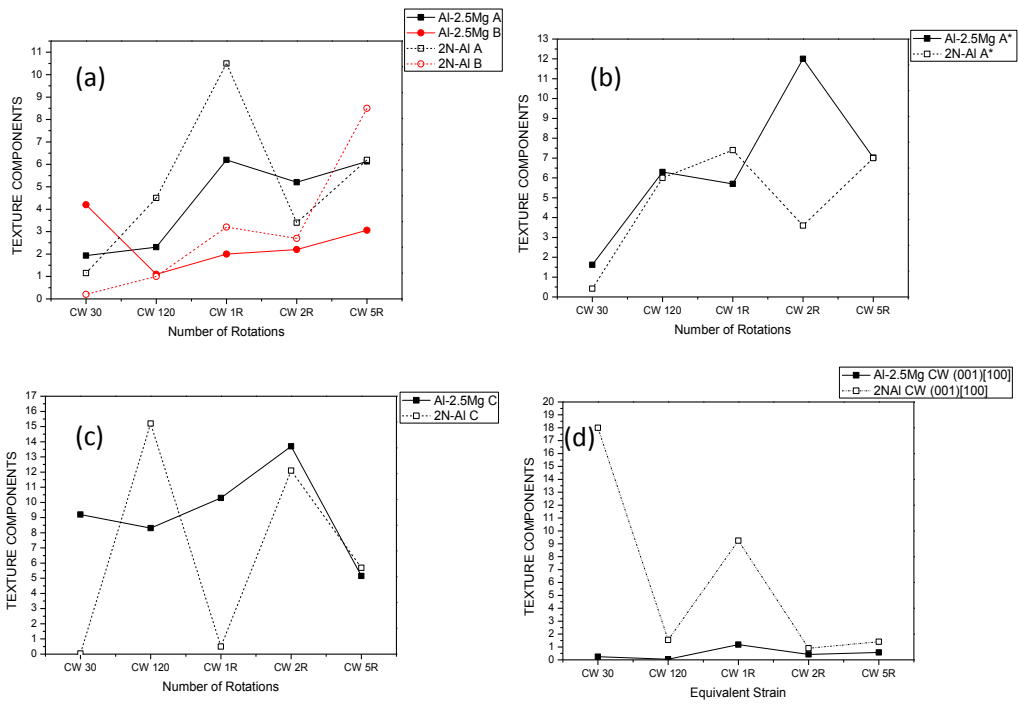 Al-2.5Mg A
Al-2.5Mg B
2N-Al A
2N-Al B
(a)
TEXTURE COMPONENTS
11
10
9
8
7
6
5
4
3
2
1
0
CW 30 CW 120 CW 1R CW 2R CW 5R
Number of Rotations
Al-2.5Mg A*
2N-Al A*
(b)
TEXTURE COMPONENTS
13
12
11
10
9
8
7
6
5
4
3
2
1
0
CW 30 CW 120 CW 1R CW 2R CW 5R
Number of Rotations
Al-2.5Mg C
2N-Al C
(c)
TEXTURE COMPONENTS
17
16
15
14
13
12
11
10
9
8
7
6
5
4
3
2
1
0
CW 30 CW 120 CW 1R CW 2R CW 5R
Number of Rotations
Al-2.5Mg CW (001)[100]
2NAl CW (001)[100]
(d)
TEXTURE COMPONENTS
20
19
18
17
16
15
14
13
12
11
10
9
8
7
6
5
4
3
2
1
0
CW 30 CW 120 CW 1R CW 2R CW 5R
Equivalent Strain